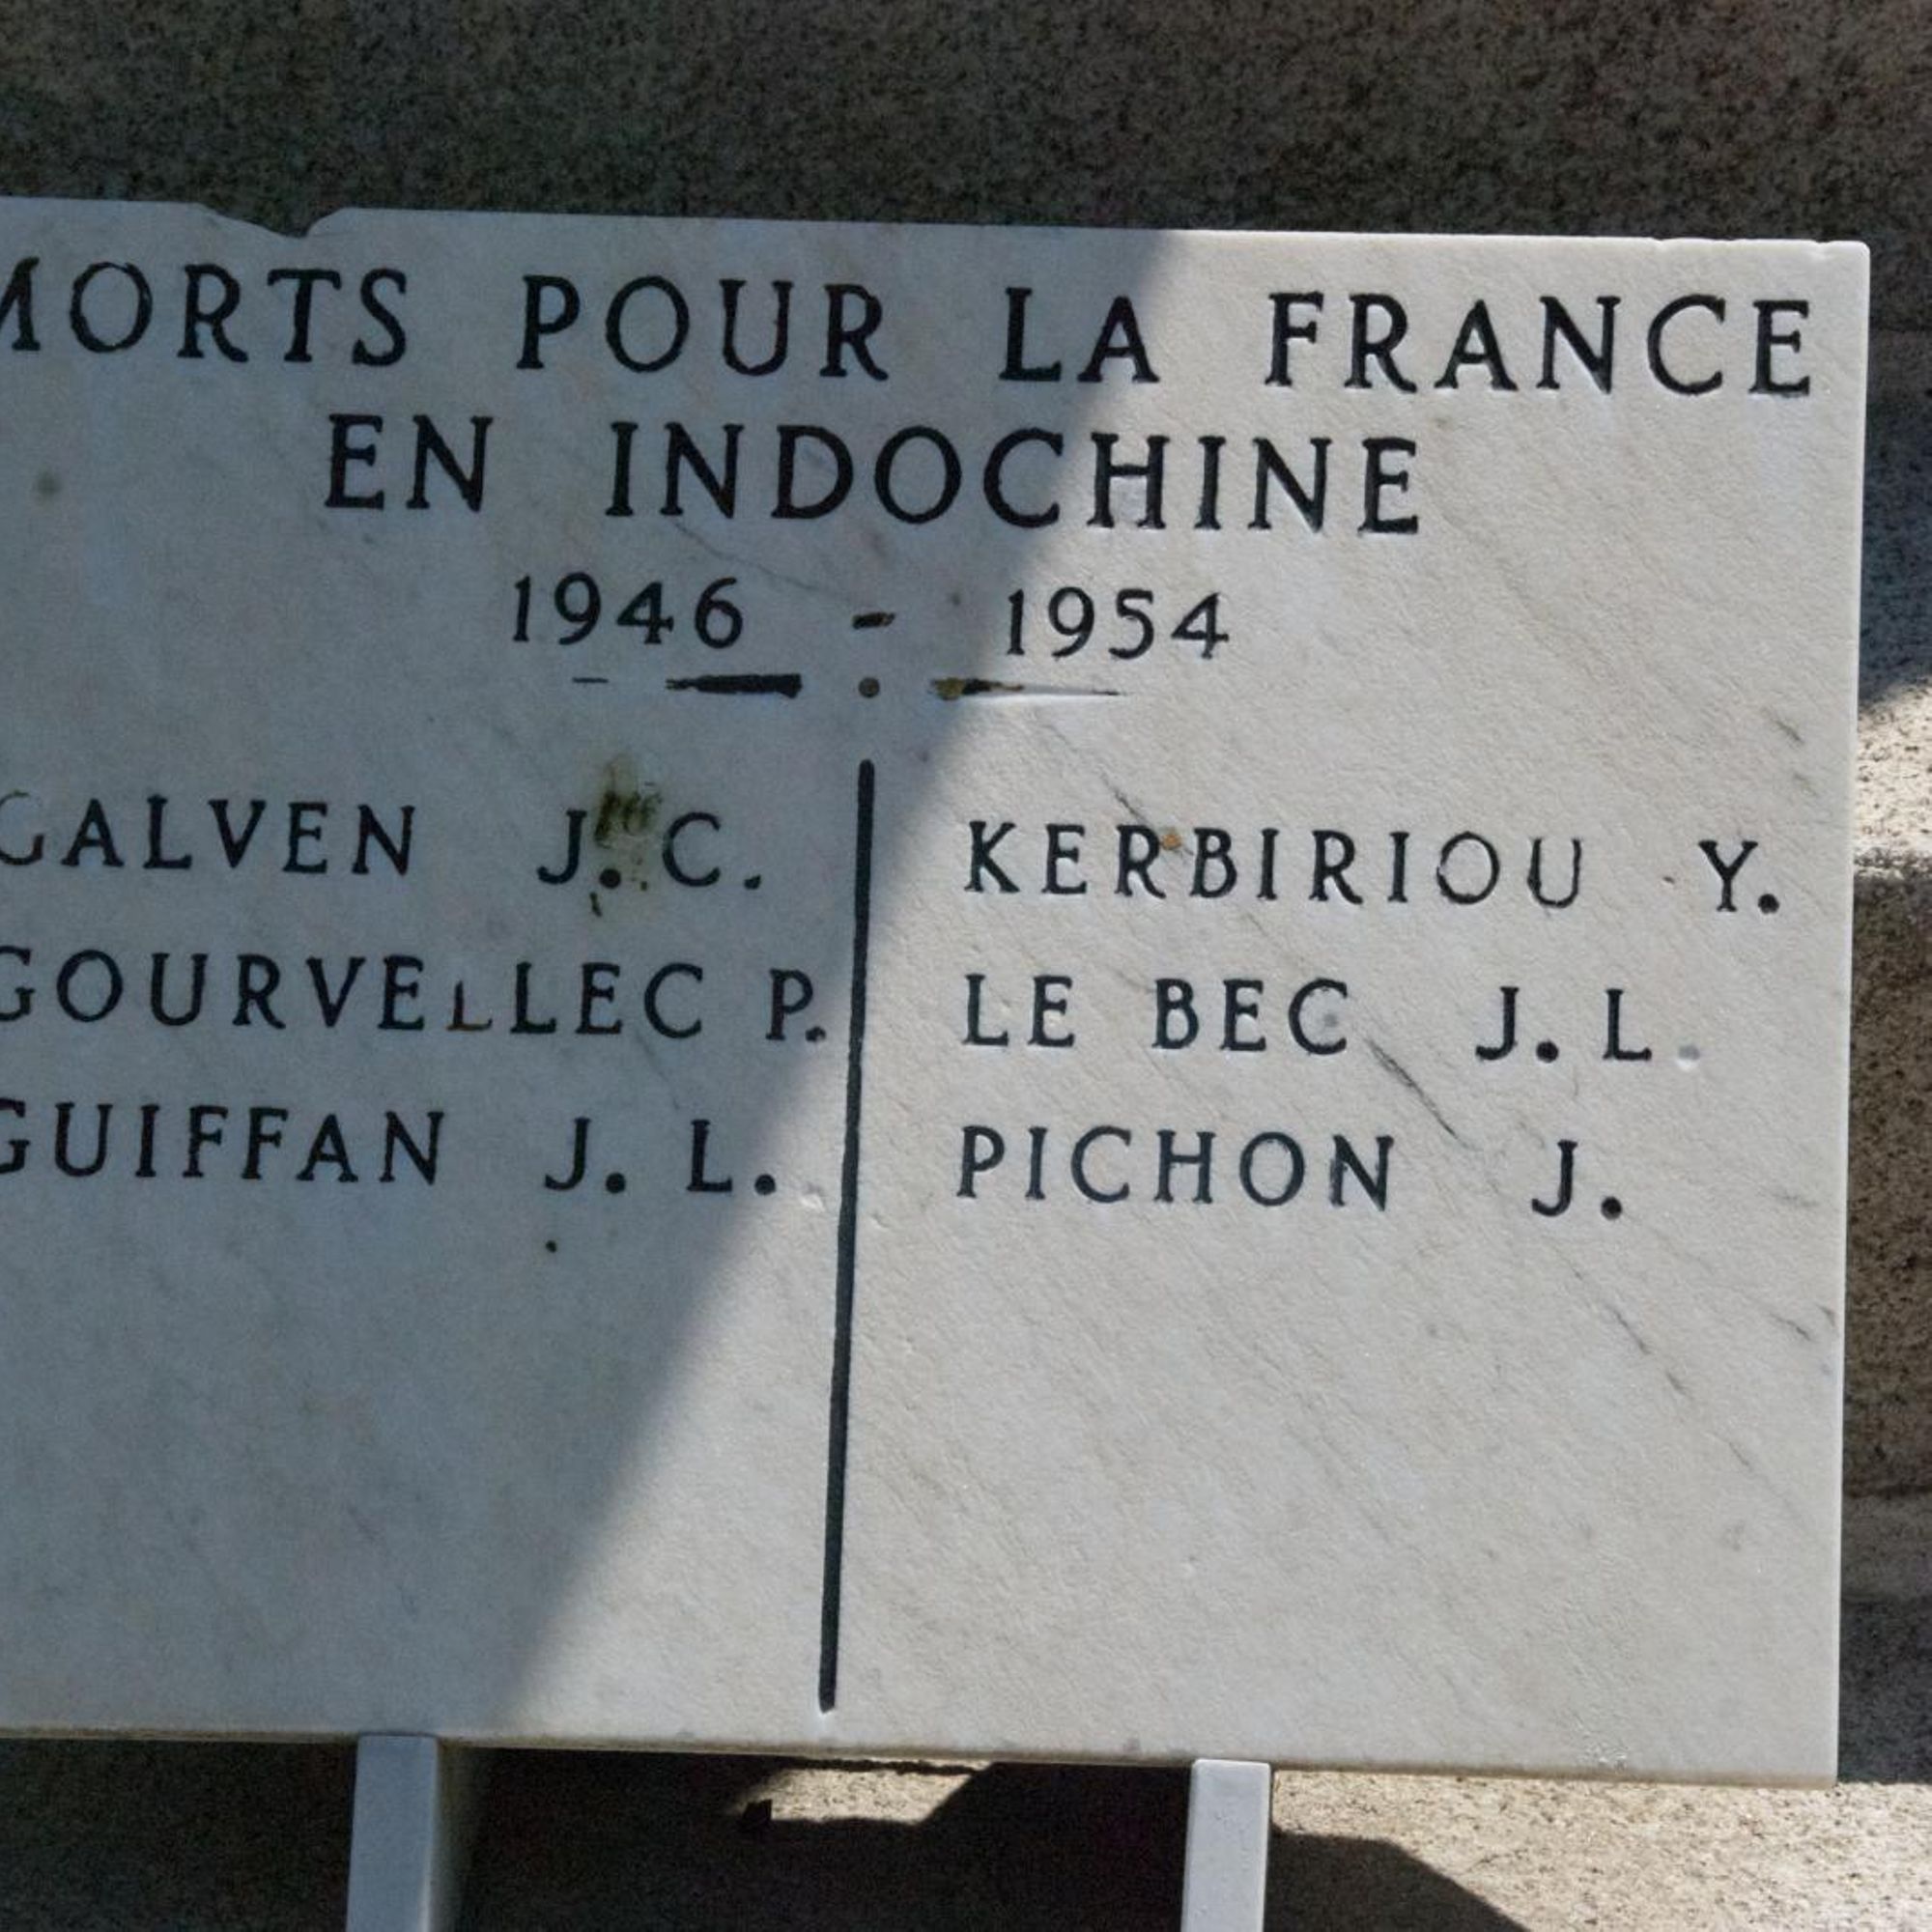 MORTS POUR LA FRANCE
EN INDOCHINE
1946 - 1954
GALVEN J.C.
GOURVELLEC P.
GUIFFAN J.L.
KERBIRIOU Y.
LE BEC J.L.
PICHON J.